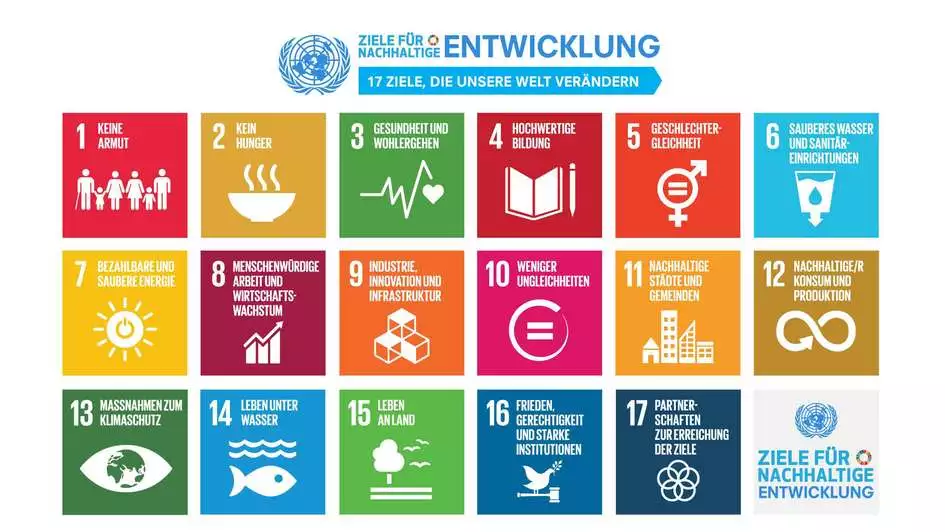 ZIELE FÜR
NACHHALTIGE
ENTWICKLUNG
17 ZIELE, DIE UNSERE WELT VERÄNDERN
1 KEINE
ARMUT
2 KEIN
HUNGER
3 GESUNDHEIT UND
WOHLERGEHEN
4 HOCHWERTIGE
BILDUNG
5 GESCHLECHTER-
GLEICHHEIT
6 SAUBERES WASSER
UND SANITÄR-
EINRICHTUNGEN
7 BEZAHLBARE UND
SAUBERE ENERGIE
8 MENSCHENWÜRDIGE
ARBEIT UND
WIRTSCHAFTS-
WACHSTUM
9 INDUSTRIE,
INNOVATION UND
INFRASTRUKTUR
10 WENIGER
UNGLEICHHEITEN
11 NACHHALTIGE
STÄDTE UND
GEMEINDEN
12 NACHHALTIGE/R
KONSUM UND
PRODUKTION
13 MASSNAHMEN ZUM
KLIMASCHUTZ
14 LEBEN UNTER
WASSER
15 LEBEN
AN LAND
16 FRIEDEN,
GERECHTIGKEIT
UND STARKE
INSTITUTIONEN
17 PARTNER-
SCHAFTEN
ZUR ERREICHUNG
DER ZIELE
ZIELE FÜR
NACHHALTIGE
ENTWICKLUNG